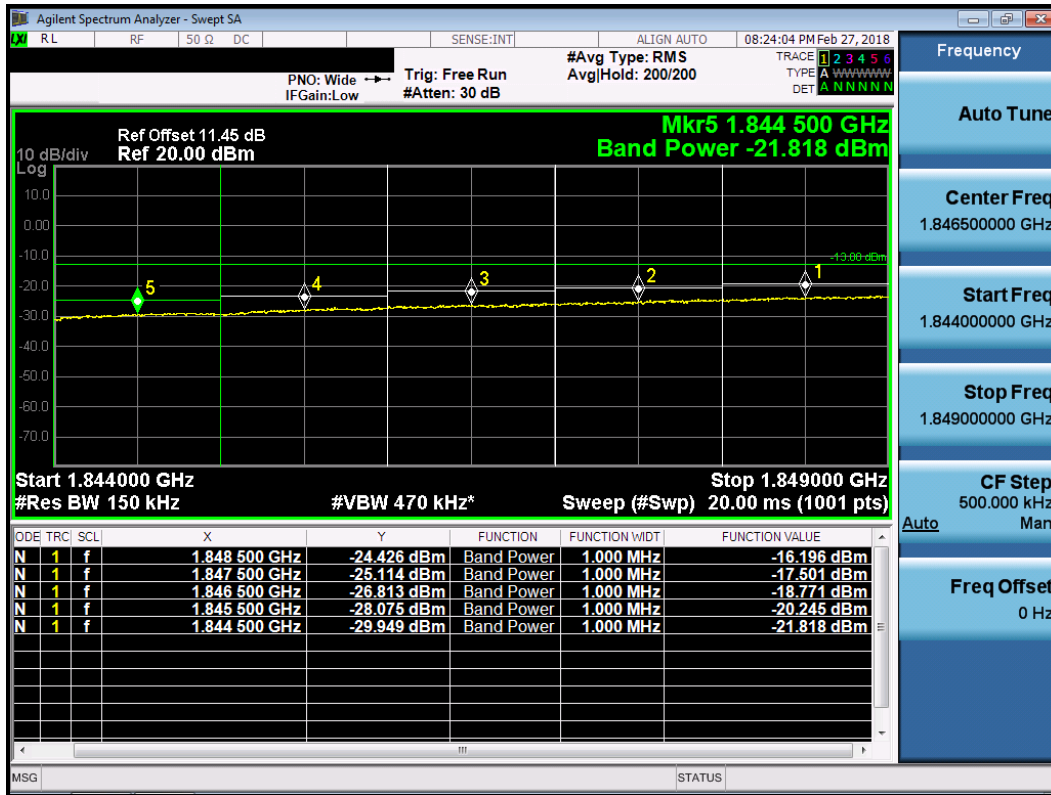 Agilent Spectrum Analyzer - Swept SA
LXI RL RF 50 Ω DC SENSE:INT ALIGN AUTO 08:24:04 PM Feb 27, 2018
#Avg Type: RMS TRACE 1 2 3 4 5 6
PNO: Wide Trig: Free Run Avg|Hold: 200/200 TYPE A WWWWW
IFGain:Low #Atten: 30 dB DET A N N N N N
Mkr5 1.844 500 GHz
Ref Offset 11.45 dB
10 dB/div Ref 20.00 dBm Band Power -21.818 dBm
Log
10.0
0.00
-10.0
-13.00 dBm
-20.0
5 4 3 2 1
-30.0
-40.0
-50.0
-60.0
-70.0
Start 1.844000 GHz Stop 1.849000 GHz
#Res BW 150 kHz #VBW 470 kHz* Sweep (#Swp) 20.00 ms (1001 pts)
ODE TRC SCL X Y FUNCTION FUNCTION WIDT FUNCTION VALUE
N 1 f 1.848 500 GHz -24.426 dBm Band Power 1.000 MHz -16.196 dBm
N 1 f 1.847 500 GHz -25.114 dBm Band Power 1.000 MHz -17.501 dBm
N 1 f 1.846 500 GHz -26.813 dBm Band Power 1.000 MHz -18.771 dBm
N 1 f 1.845 500 GHz -28.075 dBm Band Power 1.000 MHz -20.245 dBm
N 1 f 1.844 500 GHz -29.949 dBm Band Power 1.000 MHz -21.818 dBm
MSG STATUS
Frequency
Auto Tune
Center Freq
1.846500000 GHz
Start Freq
1.844000000 GHz
Stop Freq
1.849000000 GHz
CF Step
500.000 kHz
Auto Man
Freq Offset
0 Hz